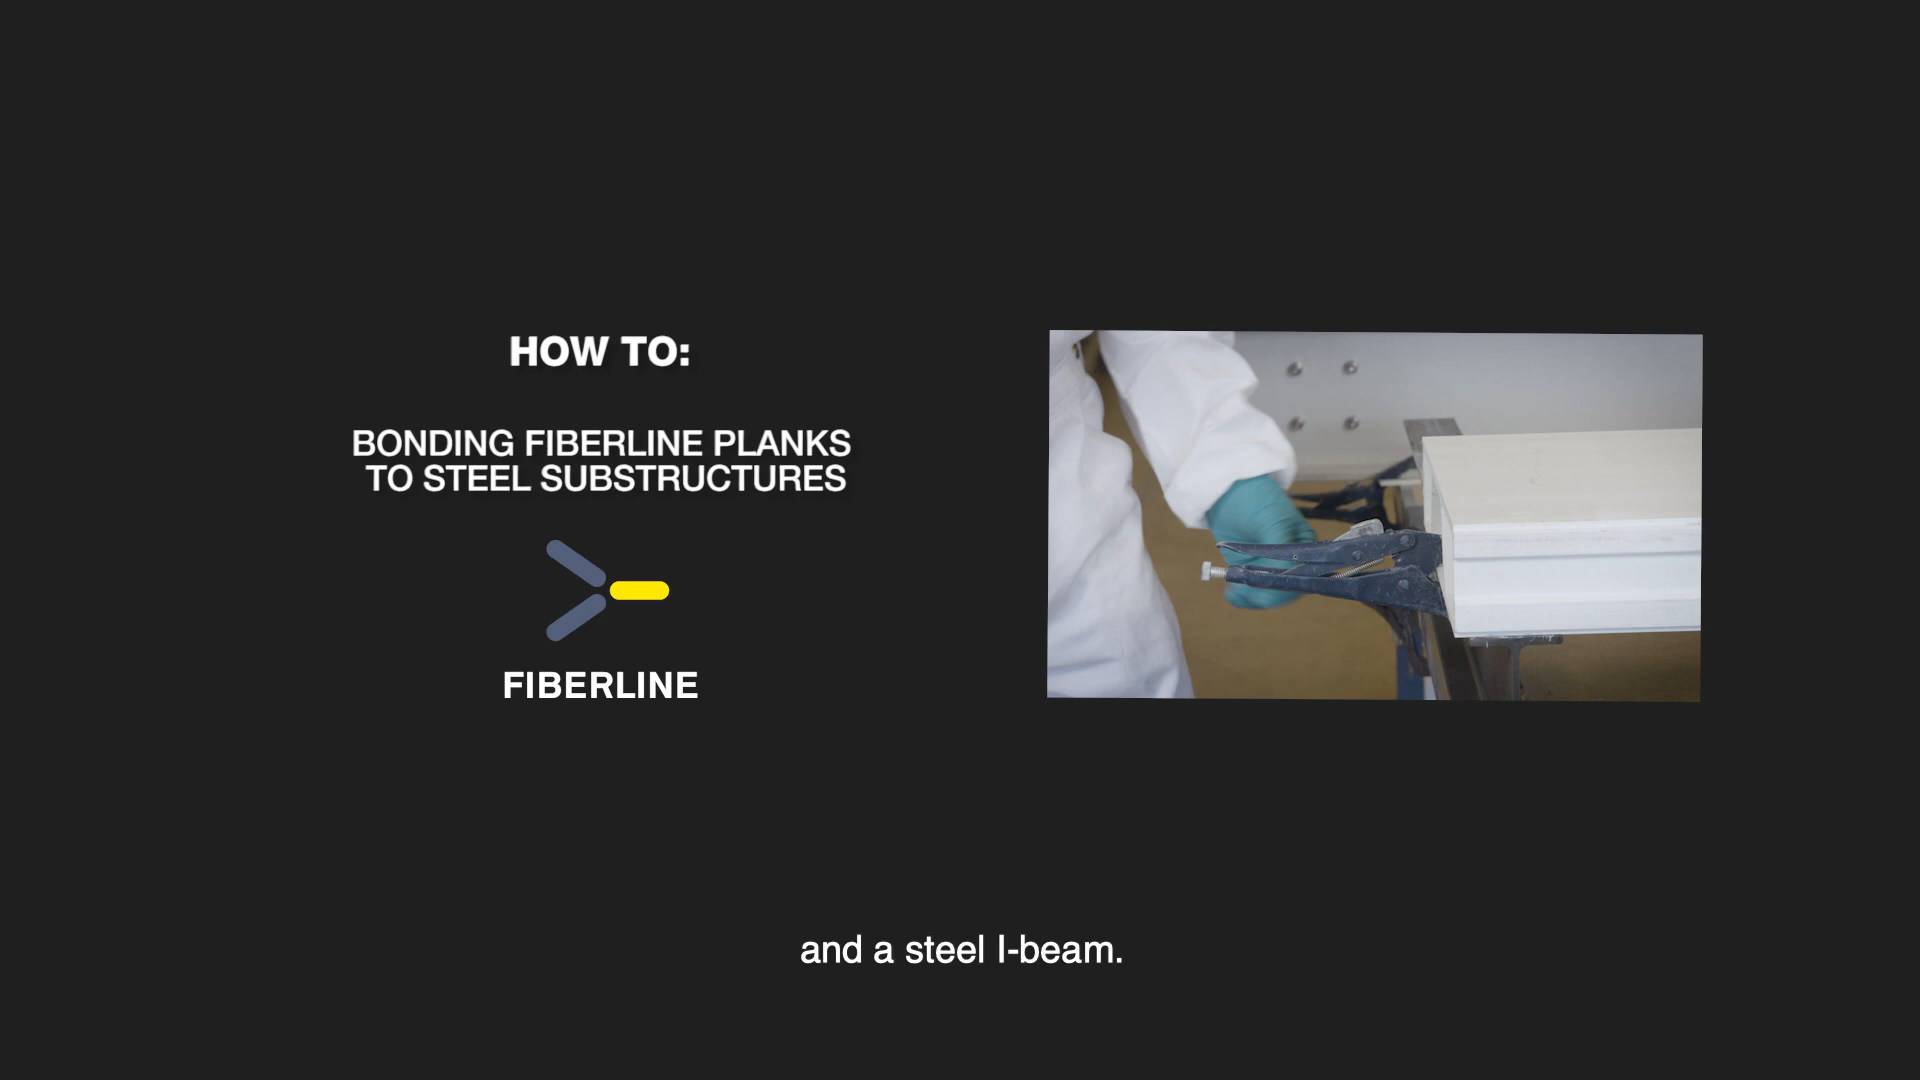 HOW TO:
BONDING FIBERLINE PLANKS
TO STEEL SUBSTRUCTURES
FIBERLINE
and a steel I-beam.